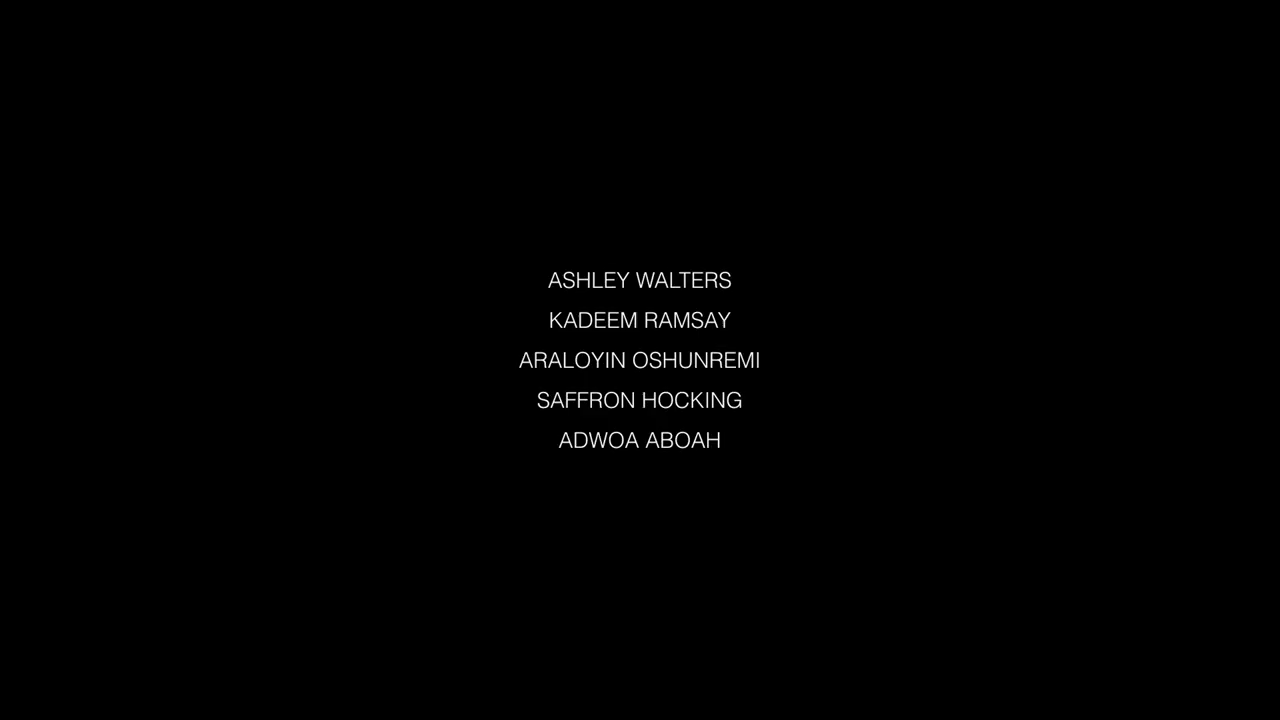 ASHLEY WALTERS
KADEEM RAMSAY
ARALOYIN OSHUNREMI
SAFFRON HOCKING
ADWOA ABOAH